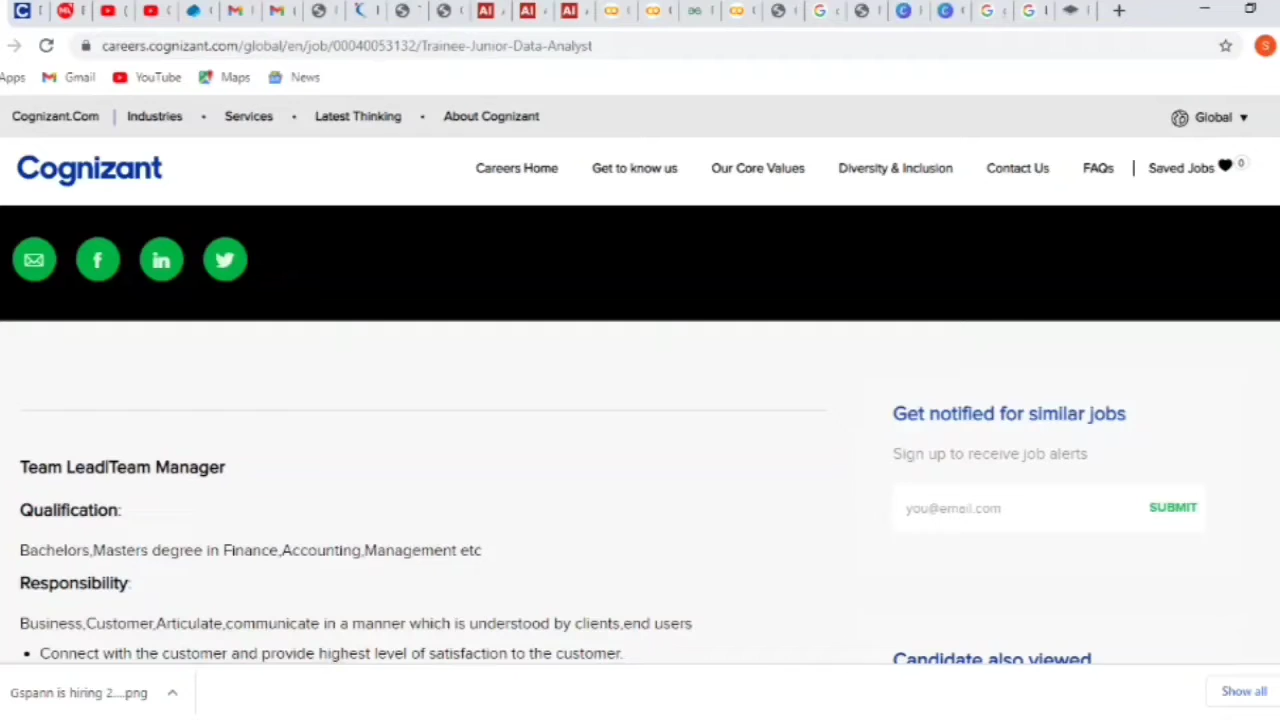 careers.cognizant.com/global/en/job/00040053132/Trainee-Junior-Data-Analyst
Apps Gmail YouTube Maps News
Cognizant.Com | Industries • Services • Latest Thinking • About Cognizant Global ▼
Cognizant Careers Home Get to know us Our Core Values Diversity & Inclusion Contact Us FAQs | Saved Jobs 0
Get notified for similar jobs
Sign up to receive job alerts
Team Lead|Team Manager
Qualification:
you@email.com SUBMIT
Bachelors,Masters degree in Finance,Accounting,Management etc
Responsibility:
Business,Customer,Articulate,communicate in a manner which is understood by clients,end users
• Connect with the customer and provide highest level of satisfaction to the customer.
Candidate also viewed
Gspann is hiring 2....png Show all